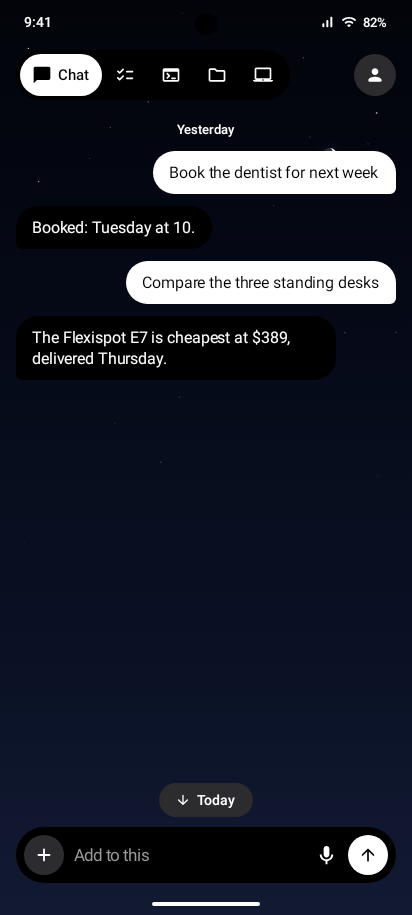 9:41
82%
Chat
Yesterday
Book the dentist for next week
Booked: Tuesday at 10.
Compare the three standing desks
The Flexispot E7 is cheapest at $389,
delivered Thursday.
Today
Add to this